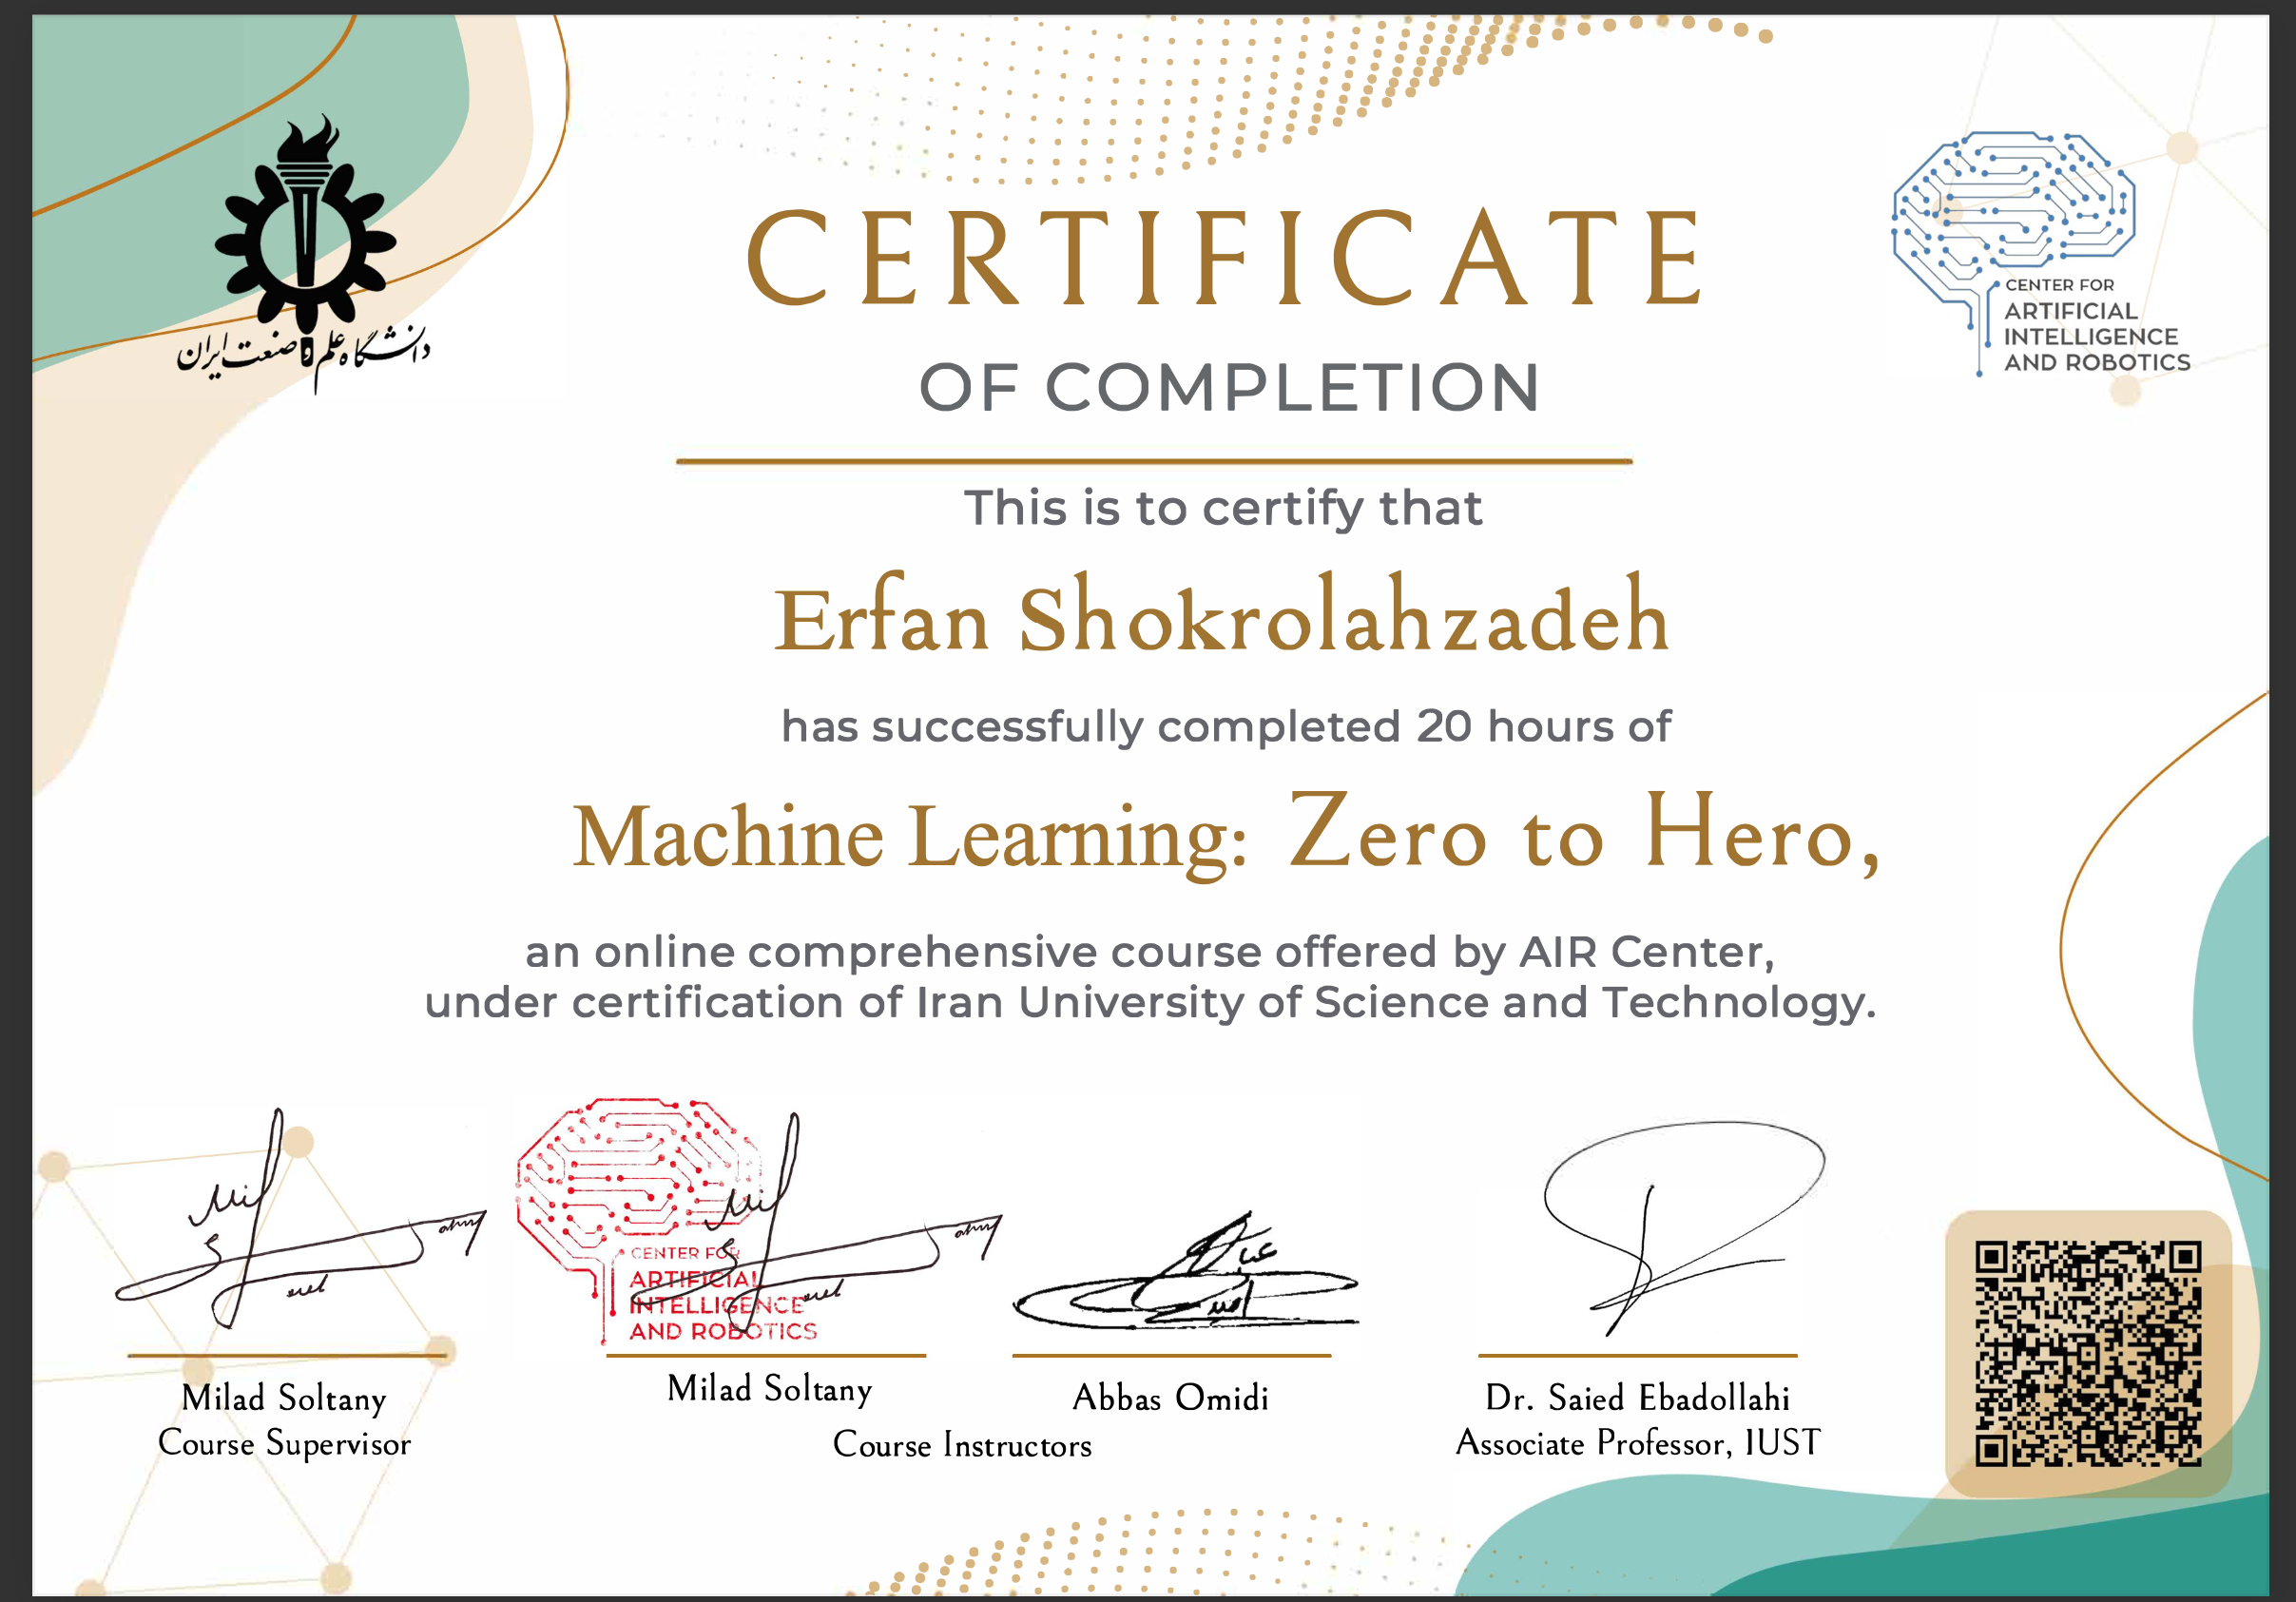 دانشگاه علم و صنعت ایران
CENTER FOR
ARTIFICIAL
INTELLIGENCE
AND ROBOTICS
CERTIFICATE
OF COMPLETION
This is to certify that
Erfan Shokrolahzadeh
has successfully completed 20 hours of
Machine Learning: Zero to Hero,
an online comprehensive course offered by AIR Center,
under certification of Iran University of Science and Technology.
CENTER FOR
ARTIFICIAL
INTELLIGENCE
AND ROBOTICS
Milad Soltany
Course Supervisor
Milad Soltany
Abbas Omidi
Course Instructors
Dr. Saied Ebadollahi
Associate Professor, IUST